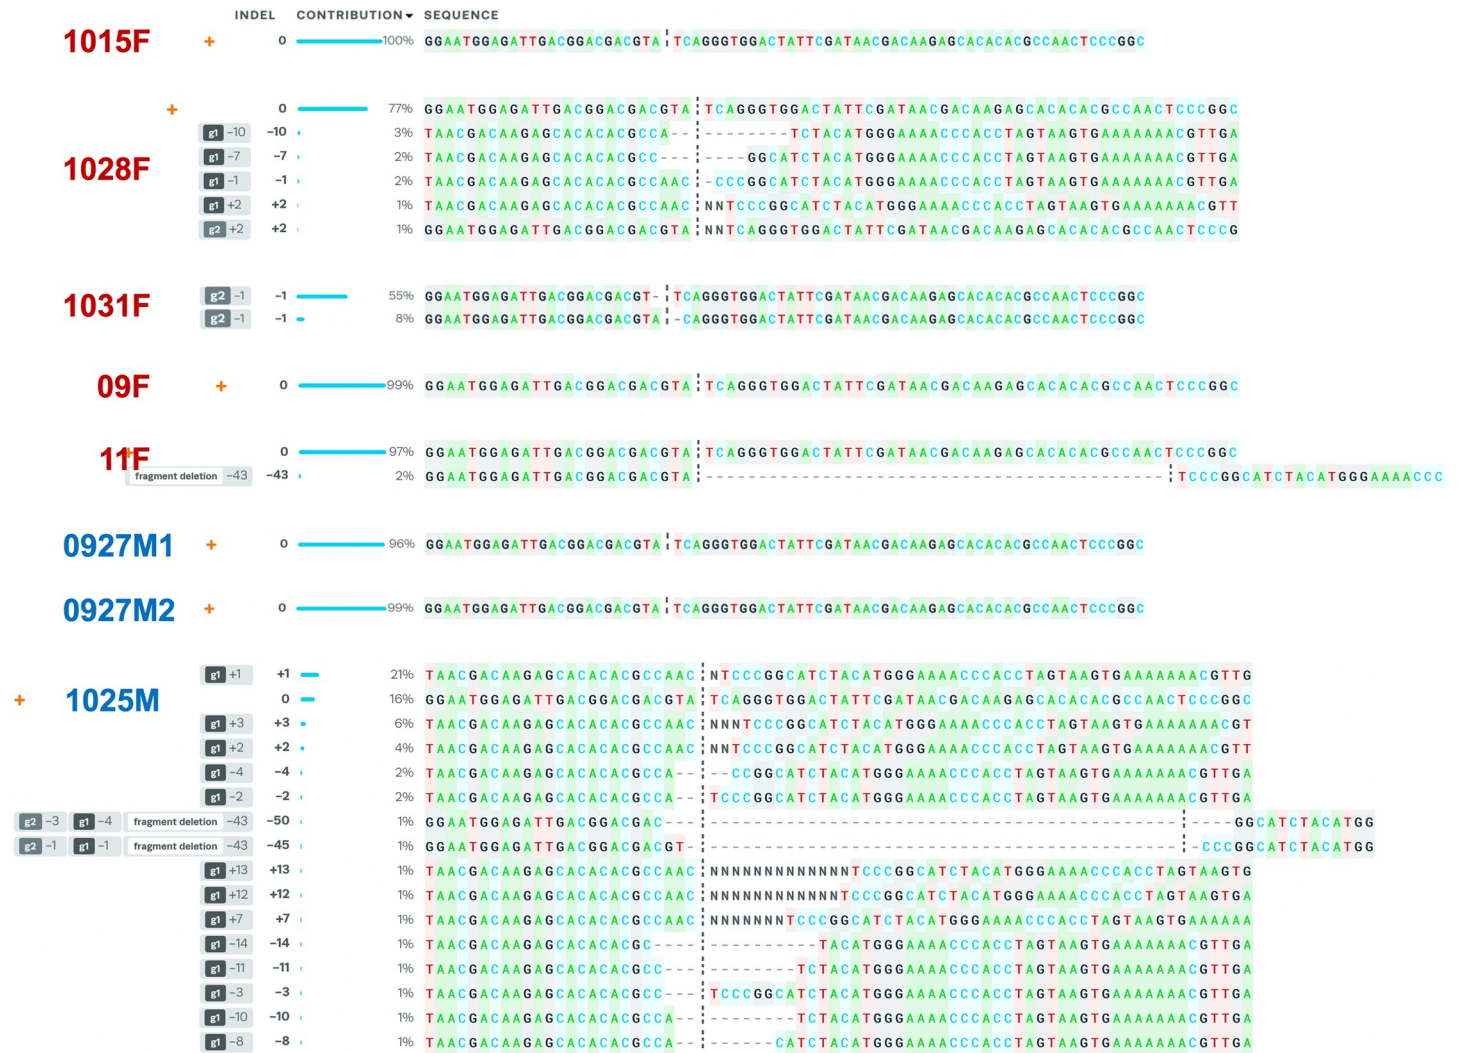 INDEL CONTRIBUTION SEQUENCE
1015F + 0 100% GGAATGGAGATTGACGGACGACGTA TCAGGGTGGACTATTCGATAACGACAAGAGCACACACGCCAACTCCCGGC
+ 0 77% GGAATGGAGATTGACGGACGACGTA TCAGGGTGGACTATTCGATAACGACAAGAGCACACACGCCAACTCCCGGC
g1 -10 -10 3% TAACGACAAGAGCACACACGCCA-- --------TCTACATGGGAAAACCCACCTAGTAAGTGAAAAAAACGTTGA
1028F
g1 -7 -7 2% TAACGACAAGAGCACACACGCC--- ----GGCATCTACATGGGAAAACCCACCTAGTAAGTGAAAAAAACGTTGA
g1 -1 -1 2% TAACGACAAGAGCACACACGCCAAC -CCCGGCATCTACATGGGAAAACCCACCTAGTAAGTGAAAAAAACGTTGA
g1 +2 +2 1% TAACGACAAGAGCACACACGCCAAC NNTCCCGGCATCTACATGGGAAAACCCACCTAGTAAGTGAAAAAAACGTT
g2 +2 +2 1% GGAATGGAGATTGACGGACGACGTA NNTCAGGGTGGACTATTCGATAACGACAAGAGCACACACGCCAACTCCCG
1031F
g2 -1 -1 55% GGAATGGAGATTGACGGACGACGT- TCAGGGTGGACTATTCGATAACGACAAGAGCACACACGCCAACTCCCGGC
g2 -1 -1 8% GGAATGGAGATTGACGGACGACGTA -CAGGGTGGACTATTCGATAACGACAAGAGCACACACGCCAACTCCCGGC
09F + 0 99% GGAATGGAGATTGACGGACGACGTA TCAGGGTGGACTATTCGATAACGACAAGAGCACACACGCCAACTCCCGGC
11F + 0 97% GGAATGGAGATTGACGGACGACGTA TCAGGGTGGACTATTCGATAACGACAAGAGCACACACGCCAACTCCCGGC
fragment deletion -43 -43 2% GGAATGGAGATTGACGGACGACGTA ------------------------------------------- TCCCGGCATCTACATGGGAAAACCC
0927M1 + 0 96% GGAATGGAGATTGACGGACGACGTA TCAGGGTGGACTATTCGATAACGACAAGAGCACACACGCCAACTCCCGGC
0927M2 + 0 99% GGAATGGAGATTGACGGACGACGTA TCAGGGTGGACTATTCGATAACGACAAGAGCACACACGCCAACTCCCGGC
g1 +1 +1 21% TAACGACAAGAGCACACACGCCAAC NTCCCGGCATCTACATGGGAAAACCCACCTAGTAAGTGAAAAAAACGTTG
+ 1025M 0 16% GGAATGGAGATTGACGGACGACGTA TCAGGGTGGACTATTCGATAACGACAAGAGCACACACGCCAACTCCCGGC
g1 +3 +3 6% TAACGACAAGAGCACACACGCCAAC NNNTCCCGGCATCTACATGGGAAAACCCACCTAGTAAGTGAAAAAAACGT
g1 +2 +2 4% TAACGACAAGAGCACACACGCCAAC NNTCCCGGCATCTACATGGGAAAACCCACCTAGTAAGTGAAAAAAACGTT
g1 -4 -4 2% TAACGACAAGAGCACACACGCCA-- --CCGGCATCTACATGGGAAAACCCACCTAGTAAGTGAAAAAAACGTTGA
g1 -2 -2 2% TAACGACAAGAGCACACACGCCA-- TCCCGGCATCTACATGGGAAAACCCACCTAGTAAGTGAAAAAAACGTTGA
g2 -3 g1 -4 fragment deletion -43 -50 1% GGAATGGAGATTGACGGACGAC--- ------------------------------------------- ----GGCATCTACATGG
g2 -1 g1 -1 fragment deletion -43 -45 1% GGAATGGAGATTGACGGACGACGT- ------------------------------------------- -CCCGGCATCTACATGG
g1 +13 +13 1% TAACGACAAGAGCACACACGCCAAC NNNNNNNNNNNNNTCCCGGCATCTACATGGGAAAACCCACCTAGTAAGTG
g1 +12 +12 1% TAACGACAAGAGCACACACGCCAAC NNNNNNNNNNNNTCCCGGCATCTACATGGGAAAACCCACCTAGTAAGTGA
g1 +7 +7 1% TAACGACAAGAGCACACACGCCAAC NNNNNNNTCCCGGCATCTACATGGGAAAACCCACCTAGTAAGTGAAAAAA
g1 -14 -14 1% TAACGACAAGAGCACACACGC---- ----------TACATGGGAAAACCCACCTAGTAAGTGAAAAAAACGTTGA
g1 -11 -11 1% TAACGACAAGAGCACACACGCC--- --------TCTACATGGGAAAACCCACCTAGTAAGTGAAAAAAACGTTGA
g1 -3 -3 1% TAACGACAAGAGCACACACGCC--- TCCCGGCATCTACATGGGAAAACCCACCTAGTAAGTGAAAAAAACGTTGA
g1 -10 -10 1% TAACGACAAGAGCACACACGCCA-- --------TCTACATGGGAAAACCCACCTAGTAAGTGAAAAAAACGTTGA
g1 -8 -8 1% TAACGACAAGAGCACACACGCCA-- ------CATCTACATGGGAAAACCCACCTAGTAAGTGAAAAAAACGTTGA